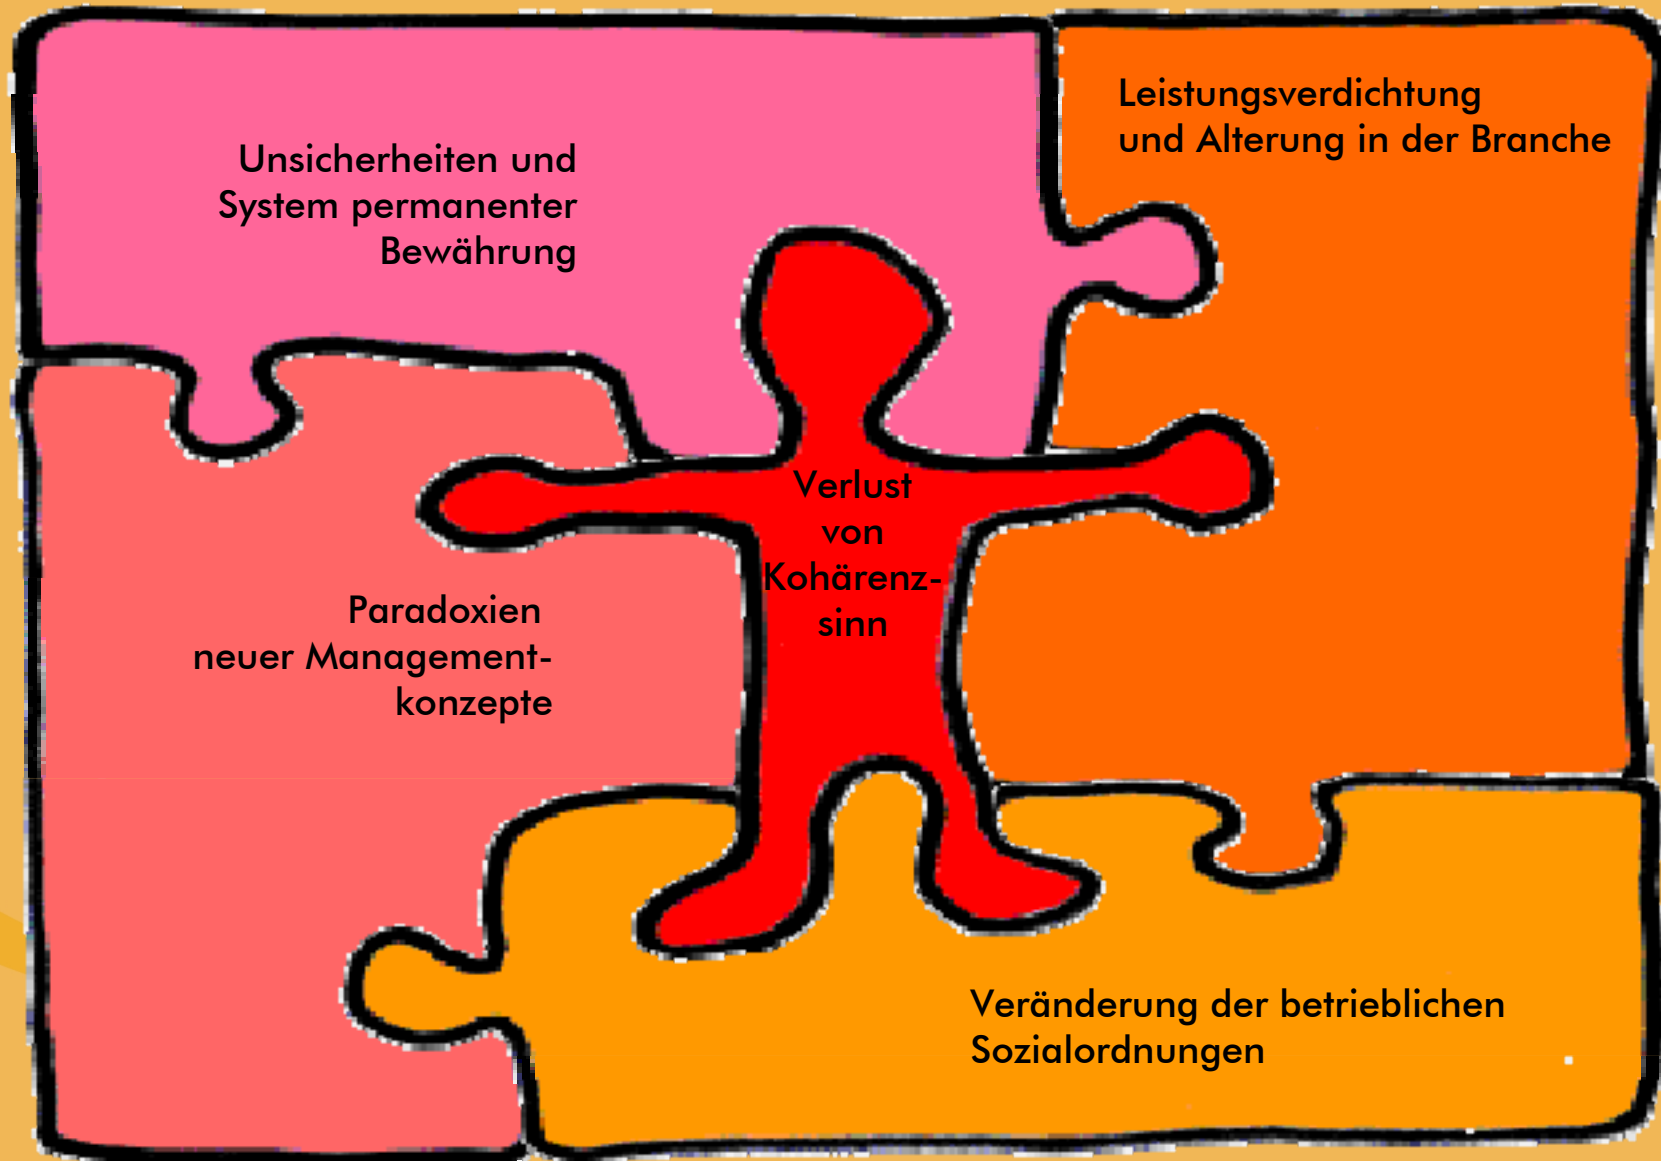 Unsicherheiten und
System permanenter
Bewährung
Leistungsverdichtung
und Alterung in der Branche
Verlust
von
Kohärenz-
sinn
Paradoxien
neuer Management-
konzepte
Veränderung der betrieblichen
Sozialordnungen